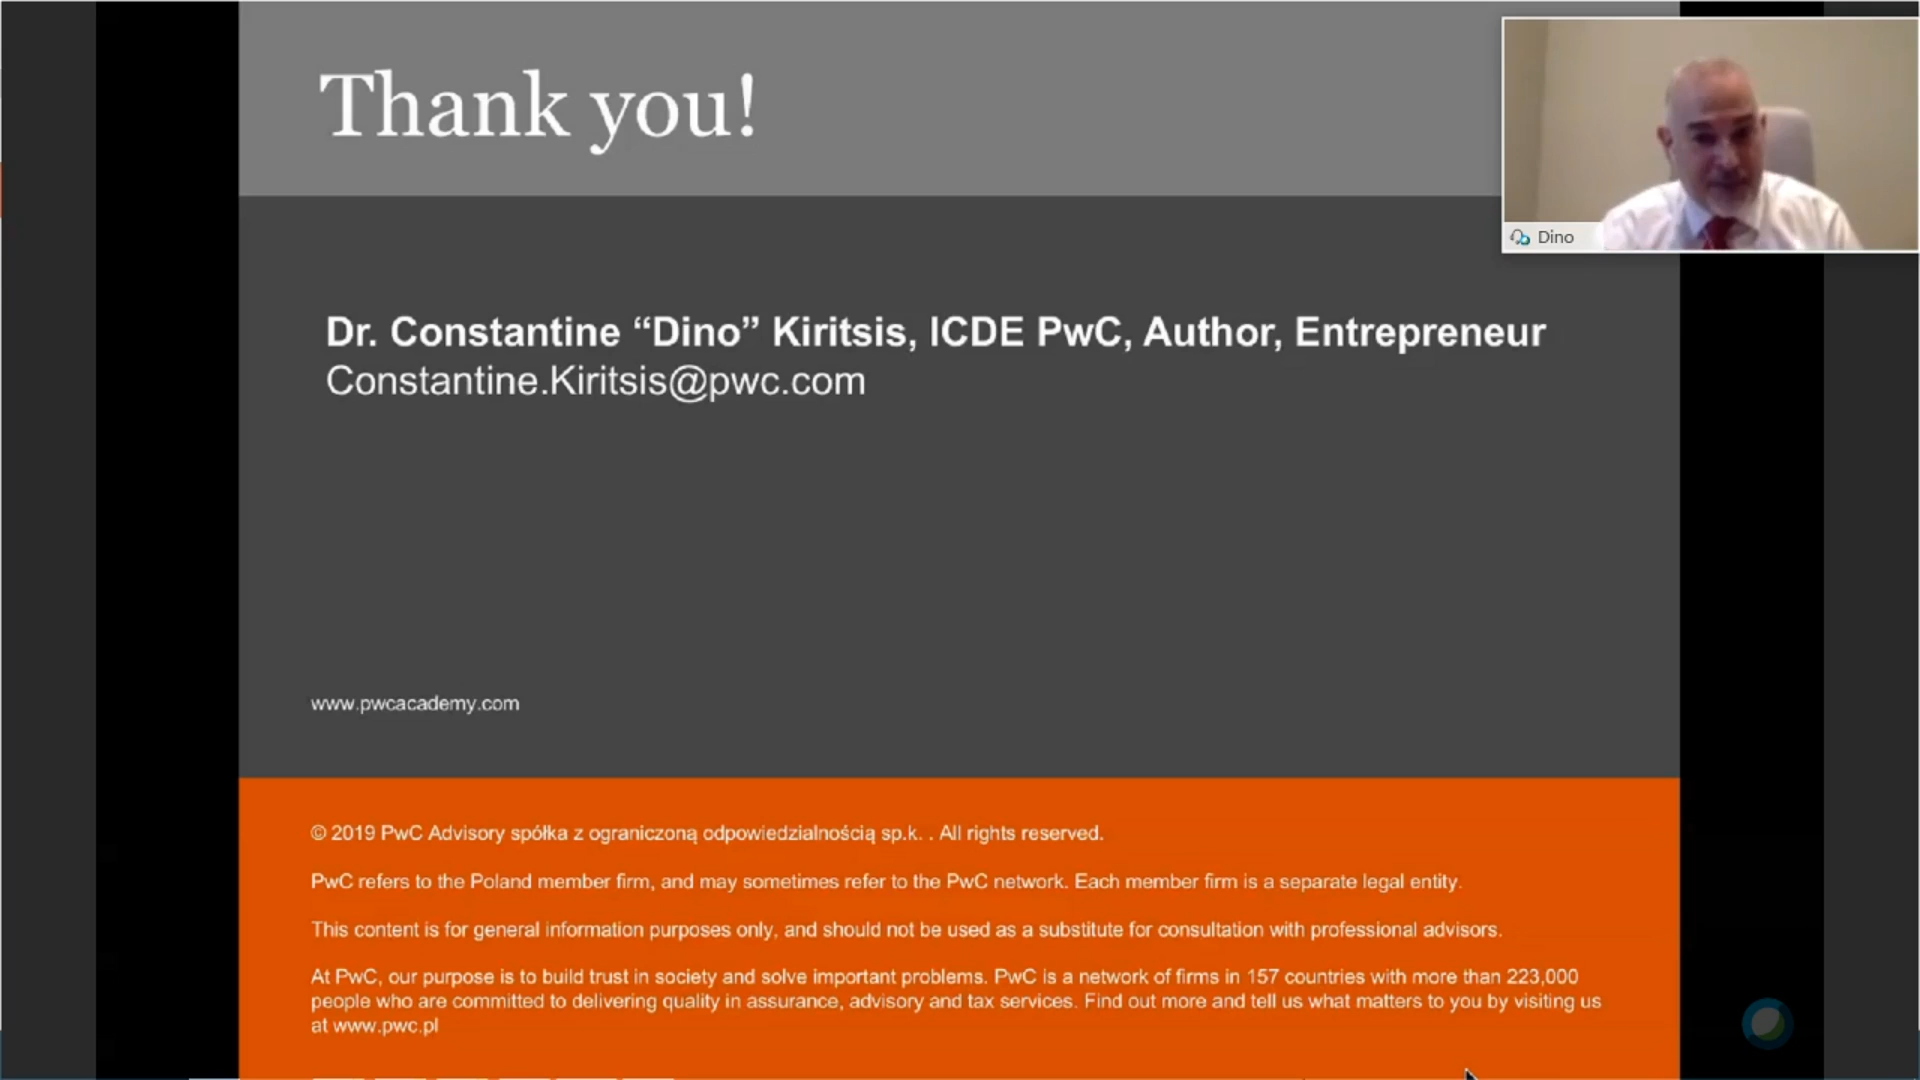 Thank you!
Dino
Dr. Constantine “Dino” Kiritsis, ICDE PwC, Author, Entrepreneur
Constantine.Kiritsis@pwc.com
www.pwcacademy.com
© 2019 PwC Advisory spółka z ograniczoną odpowiedzialnością sp.k. . All rights reserved.
PwC refers to the Poland member firm, and may sometimes refer to the PwC network. Each member firm is a separate legal entity.
This content is for general information purposes only, and should not be used as a substitute for consultation with professional advisors.
At PwC, our purpose is to build trust in society and solve important problems. PwC is a network of firms in 157 countries with more than 223,000
people who are committed to delivering quality in assurance, advisory and tax services. Find out more and tell us what matters to you by visiting us
at www.pwc.pl